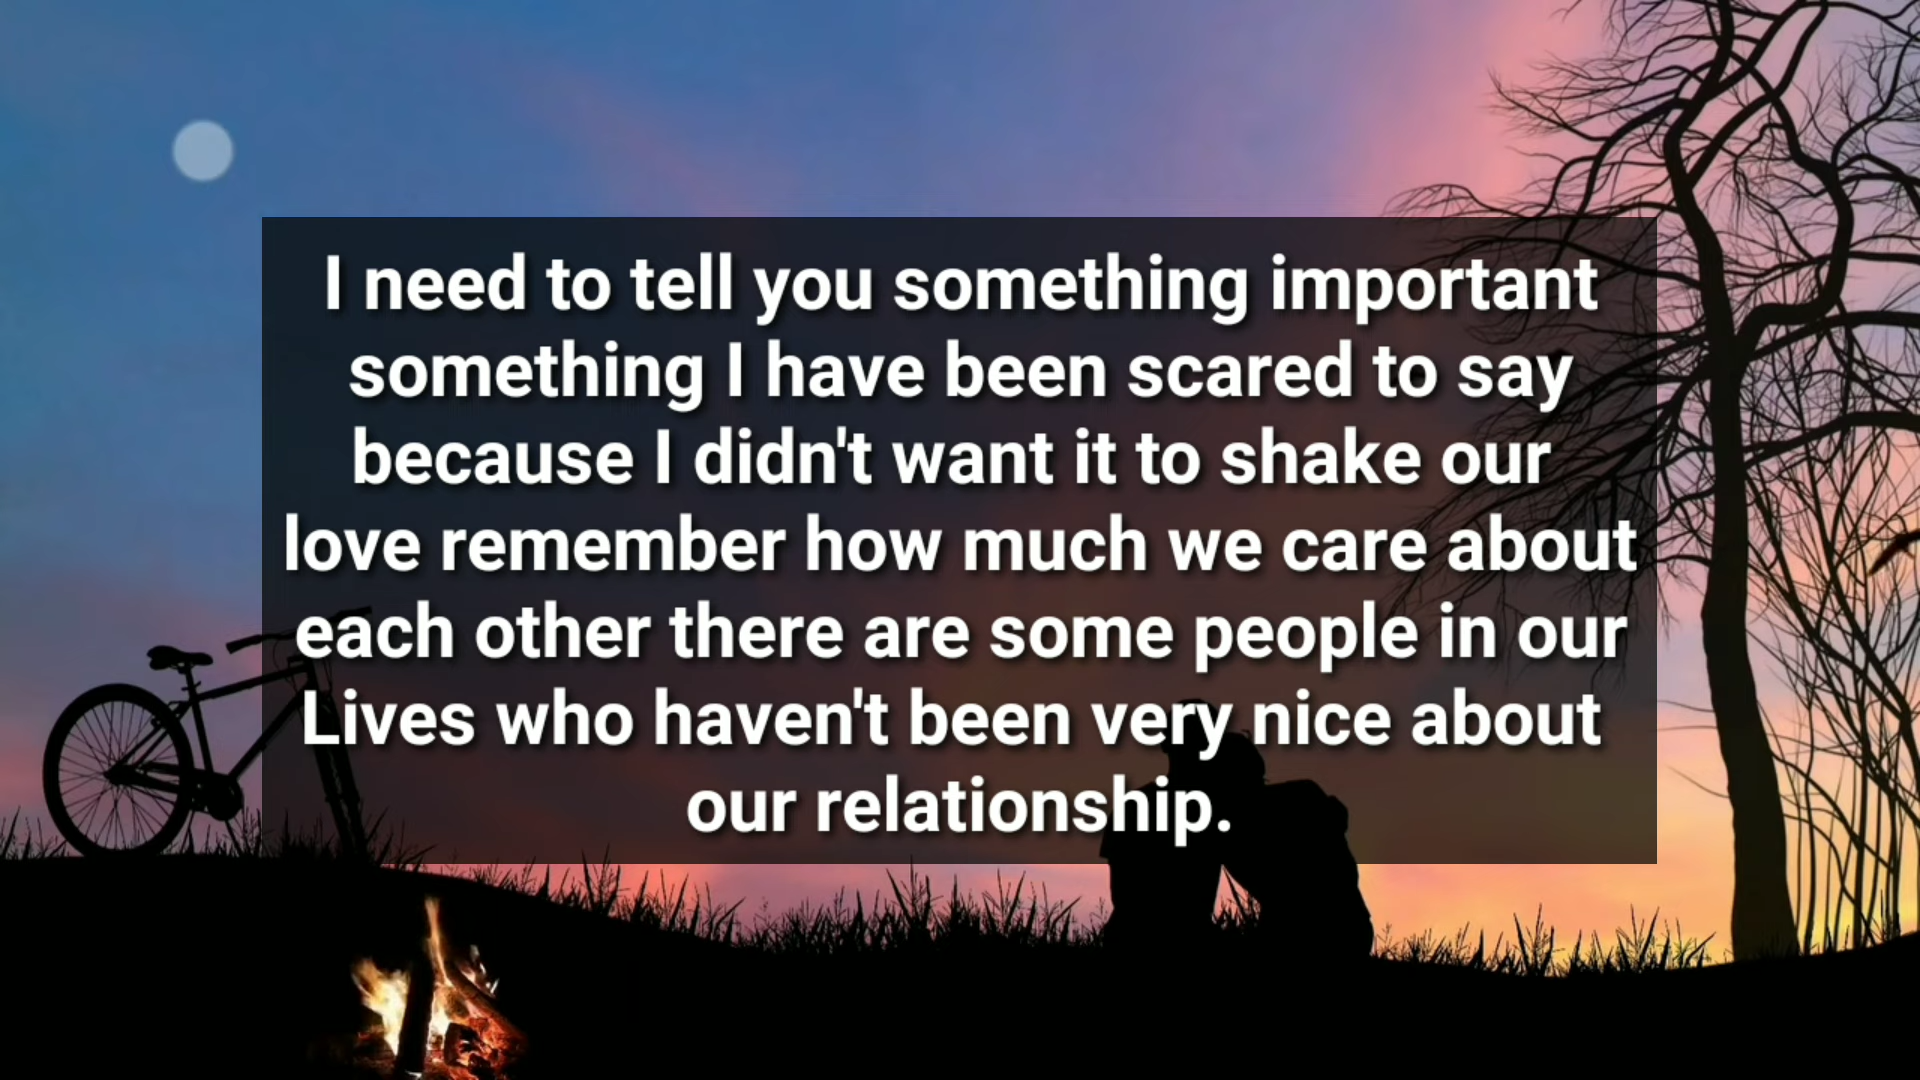 I need to tell you something important
something I have been scared to say
because I didn't want it to shake our
love remember how much we care about
each other there are some people in our
Lives who haven't been very nice about
our relationship.